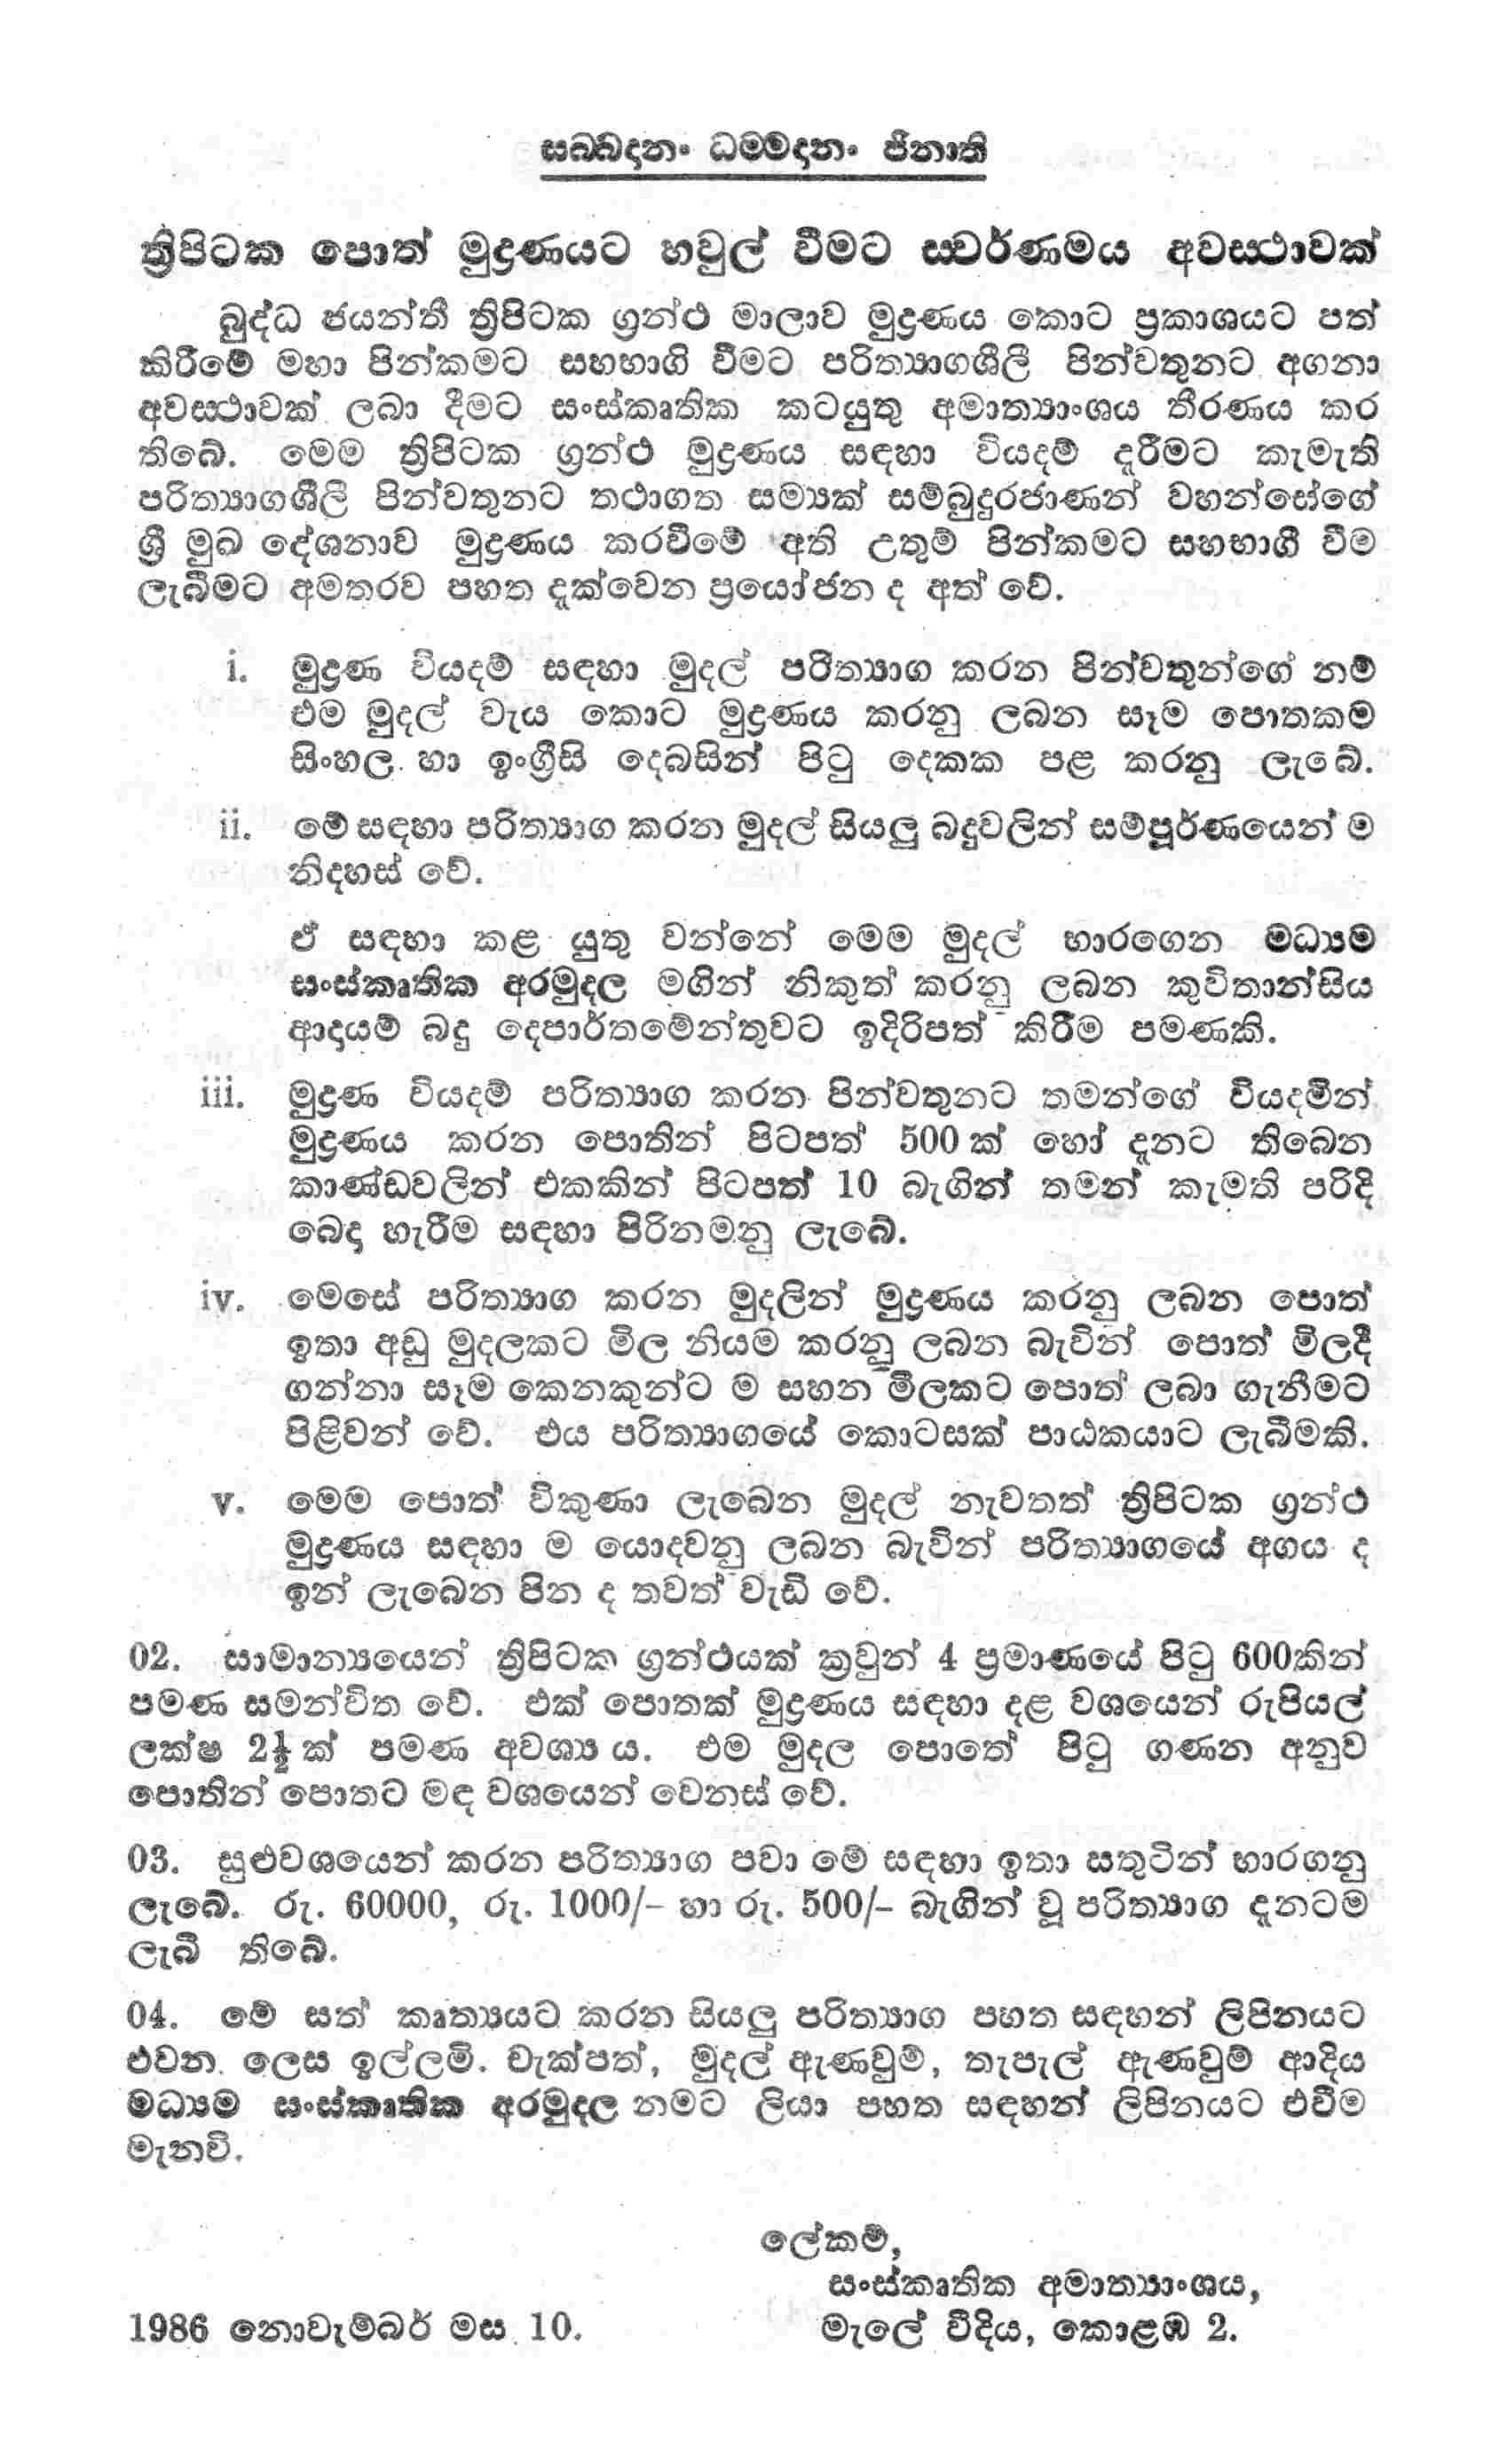 සබ්බදානං ධම්මදානං ජිනාති
ත්‍රිපිටක පොත් මුද්‍රණයට හවුල් වීමට ස්වර්ණමය අවස්ථාවක්
බුද්ධ ජයන්තී ත්‍රිපිටක ග්‍රන්ථ මාලාව මුද්‍රණය කොට ප්‍රකාශයට පත්
කිරීමේ මහා පින්කමට සහභාගි වීමට පරිත්‍යාගශීලී පින්වතුනට අගනා
අවස්ථාවක් ලබා දීමට සංස්කෘතික කටයුතු අමාත්‍යාංශය තීරණය කර
තිබේ. මෙම ත්‍රිපිටක ග්‍රන්ථ මුද්‍රණය සඳහා වියදම් දැරීමට කැමැති
පරිත්‍යාගශීලී පින්වතුනට තථාගත සම්‍යක් සම්බුදුරජාණන් වහන්සේගේ
ශ්‍රී මුඛ දේශනාව මුද්‍රණය කරවීමේ අති උතුම් පින්කමට සහභාගී වීම
ලැබීමට අමතරව පහත දැක්වෙන ප්‍රයෝජන ද අත් වේ.
i. මුද්‍රණ වියදම් සඳහා මුදල් පරිත්‍යාග කරන පින්වතුන්ගේ නම්
එම මුදල් වැය කොට මුද්‍රණය කරනු ලබන සෑම පොතකම
සිංහල හා ඉංග්‍රීසි දෙබසින් පිටු දෙකක පළ කරනු ලැබේ.
ii. මේ සඳහා පරිත්‍යාග කරන මුදල් සියලු බදුවලින් සම්පූර්ණයෙන් ම
නිදහස් වේ.
ඒ සඳහා කළ යුතු වන්නේ මෙම මුදල් භාරගෙන මධ්‍යම
සංස්කෘතික අරමුදල මගින් නිකුත් කරනු ලබන කුවිතාන්සිය
ආදායම් බදු දෙපාර්තමේන්තුවට ඉදිරිපත් කිරීම පමණකි.
iii. මුද්‍රණ වියදම් පරිත්‍යාග කරන පින්වතුනට තමන්ගේ වියදමින්
මුද්‍රණය කරන පොතින් පිටපත් 500 ක් හෝ දැනට තිබෙන
කාණ්ඩවලින් එකකින් පිටපත් 10 බැගින් තමන් කැමති පරිදි
බෙදා හැරීම සඳහා පිරිනමනු ලැබේ.
iv. මෙසේ පරිත්‍යාග කරන මුදලින් මුද්‍රණය කරනු ලබන පොත්
ඉතා අඩු මුදලකට මිල නියම කරනු ලබන බැවින් පොත් මිලදී
ගන්නා සෑම කෙනකුන්ට ම සහන මිලකට පොත් ලබා ගැනීමට
පිළිවන් වේ. එය පරිත්‍යාගයේ කොටසක් පාඨකයාට ලැබීමකි.
v. මෙම පොත් විකුණා ලැබෙන මුදල් නැවතත් ත්‍රිපිටක ග්‍රන්ථ
මුද්‍රණය සඳහා ම යොදවනු ලබන බැවින් පරිත්‍යාගයේ අගය ද
ඉන් ලැබෙන පින ද තවත් වැඩි වේ.
02. සාමාන්‍යයෙන් ත්‍රිපිටක ග්‍රන්ථයක් ක්‍රවුන් 4 ප්‍රමාණයේ පිටු 600කින්
පමණ සමන්විත වේ. එක් පොතක් මුද්‍රණය සඳහා දළ වශයෙන් රුපියල්
ලක්ෂ 2½ ක් පමණ අවශ්‍ය ය. එම මුදල පොතේ පිටු ගණන අනුව
පොතින් පොතට මඳ වශයෙන් වෙනස් වේ.
03. සුළුවශයෙන් කරන පරිත්‍යාග පවා මේ සඳහා ඉතා සතුටින් භාරගනු
ලැබේ. රු. 60000, රු. 1000/- හා රු. 500/- බැගින් වූ පරිත්‍යාග දැනටම
ලැබී තිබේ.
04. මේ සත් කෘත්‍යයට කරන සියලු පරිත්‍යාග පහත සඳහන් ලිපිනයට
එවන ලෙස ඉල්ලමි. චැක්පත්, මුදල් ඇණවුම්, තැපැල් ඇණවුම් ආදිය
මධ්‍යම සංස්කෘතික අරමුදල නමට ලියා පහත සඳහන් ලිපිනයට එවීම
මැනවි.
ලේකම්,
සංස්කෘතික අමාත්‍යාංශය,
1986 නොවැම්බර් මස 10. මැලේ වීදිය, කොළඹ 2.